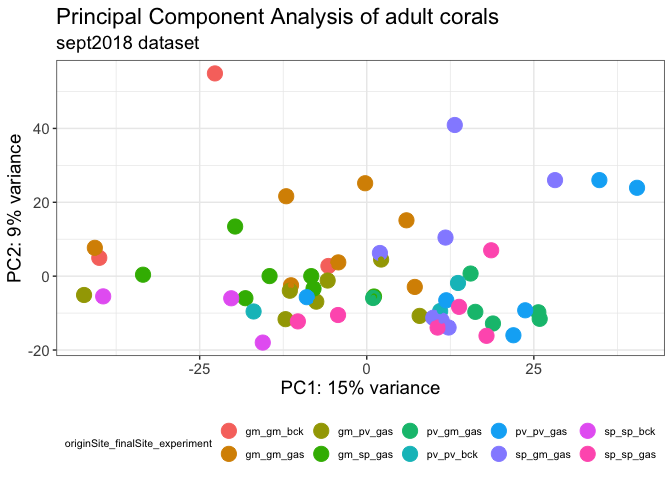 Principal Component Analysis of adult corals
sept2018 dataset
PC2: 9% variance
40
20
0
-20
-25
0
25
PC1: 15% variance
originSite_finalSite_experiment
gm_gm_bck
gm_pv_gas
pv_gm_gas
pv_pv_gas
sp_sp_bck
gm_gm_gas
gm_sp_gas
pv_pv_bck
sp_gm_gas
sp_sp_gas